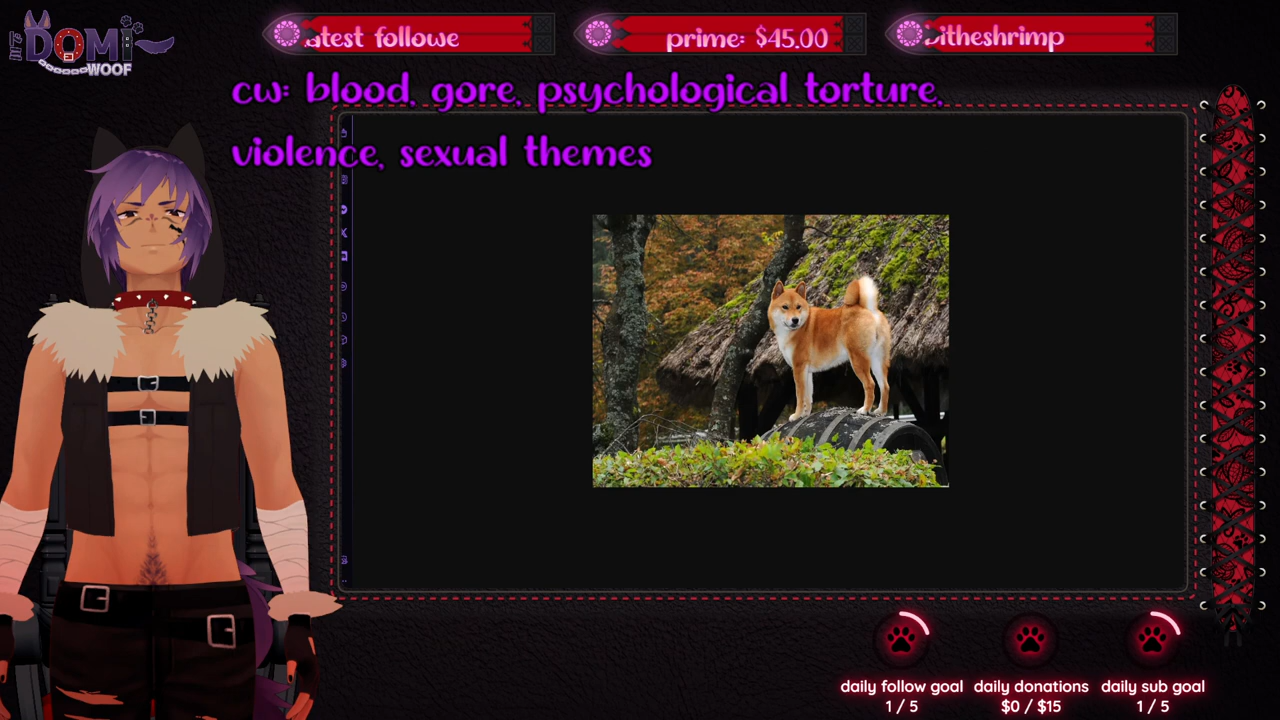 DOMI
WOOF
atest followe
prime: $45.00
itheshrimp
cw: blood, gore, psychological torture,
violence, sexual themes
daily follow goal
1 / 5
daily donations
$0 / $15
daily sub goal
1 / 5